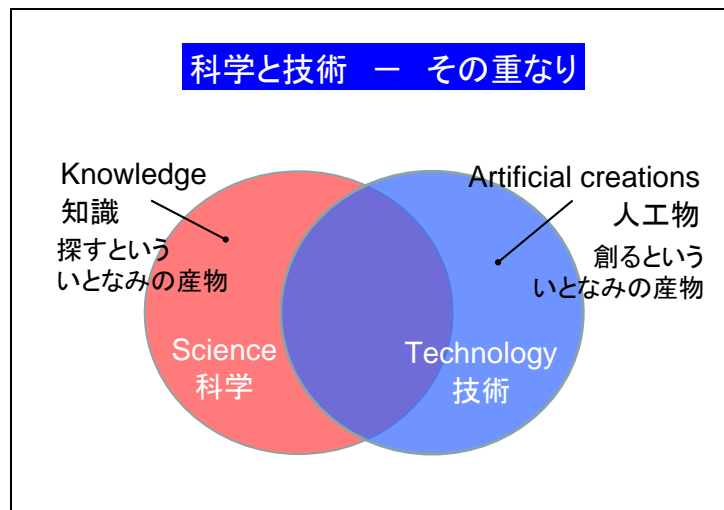 科学と技術 － その重なり
Knowledge
知識
探すという
いとなみの産物
Artificial creations
人工物
創るという
いとなみの産物
Science
科学
Technology
技術